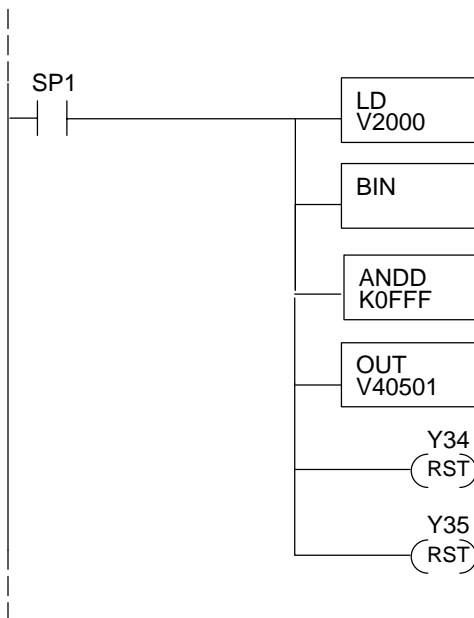 SP1
LD
V2000
BIN
ANDD
K0FFF
OUT
V40501
Y34
RST
Y35
RST